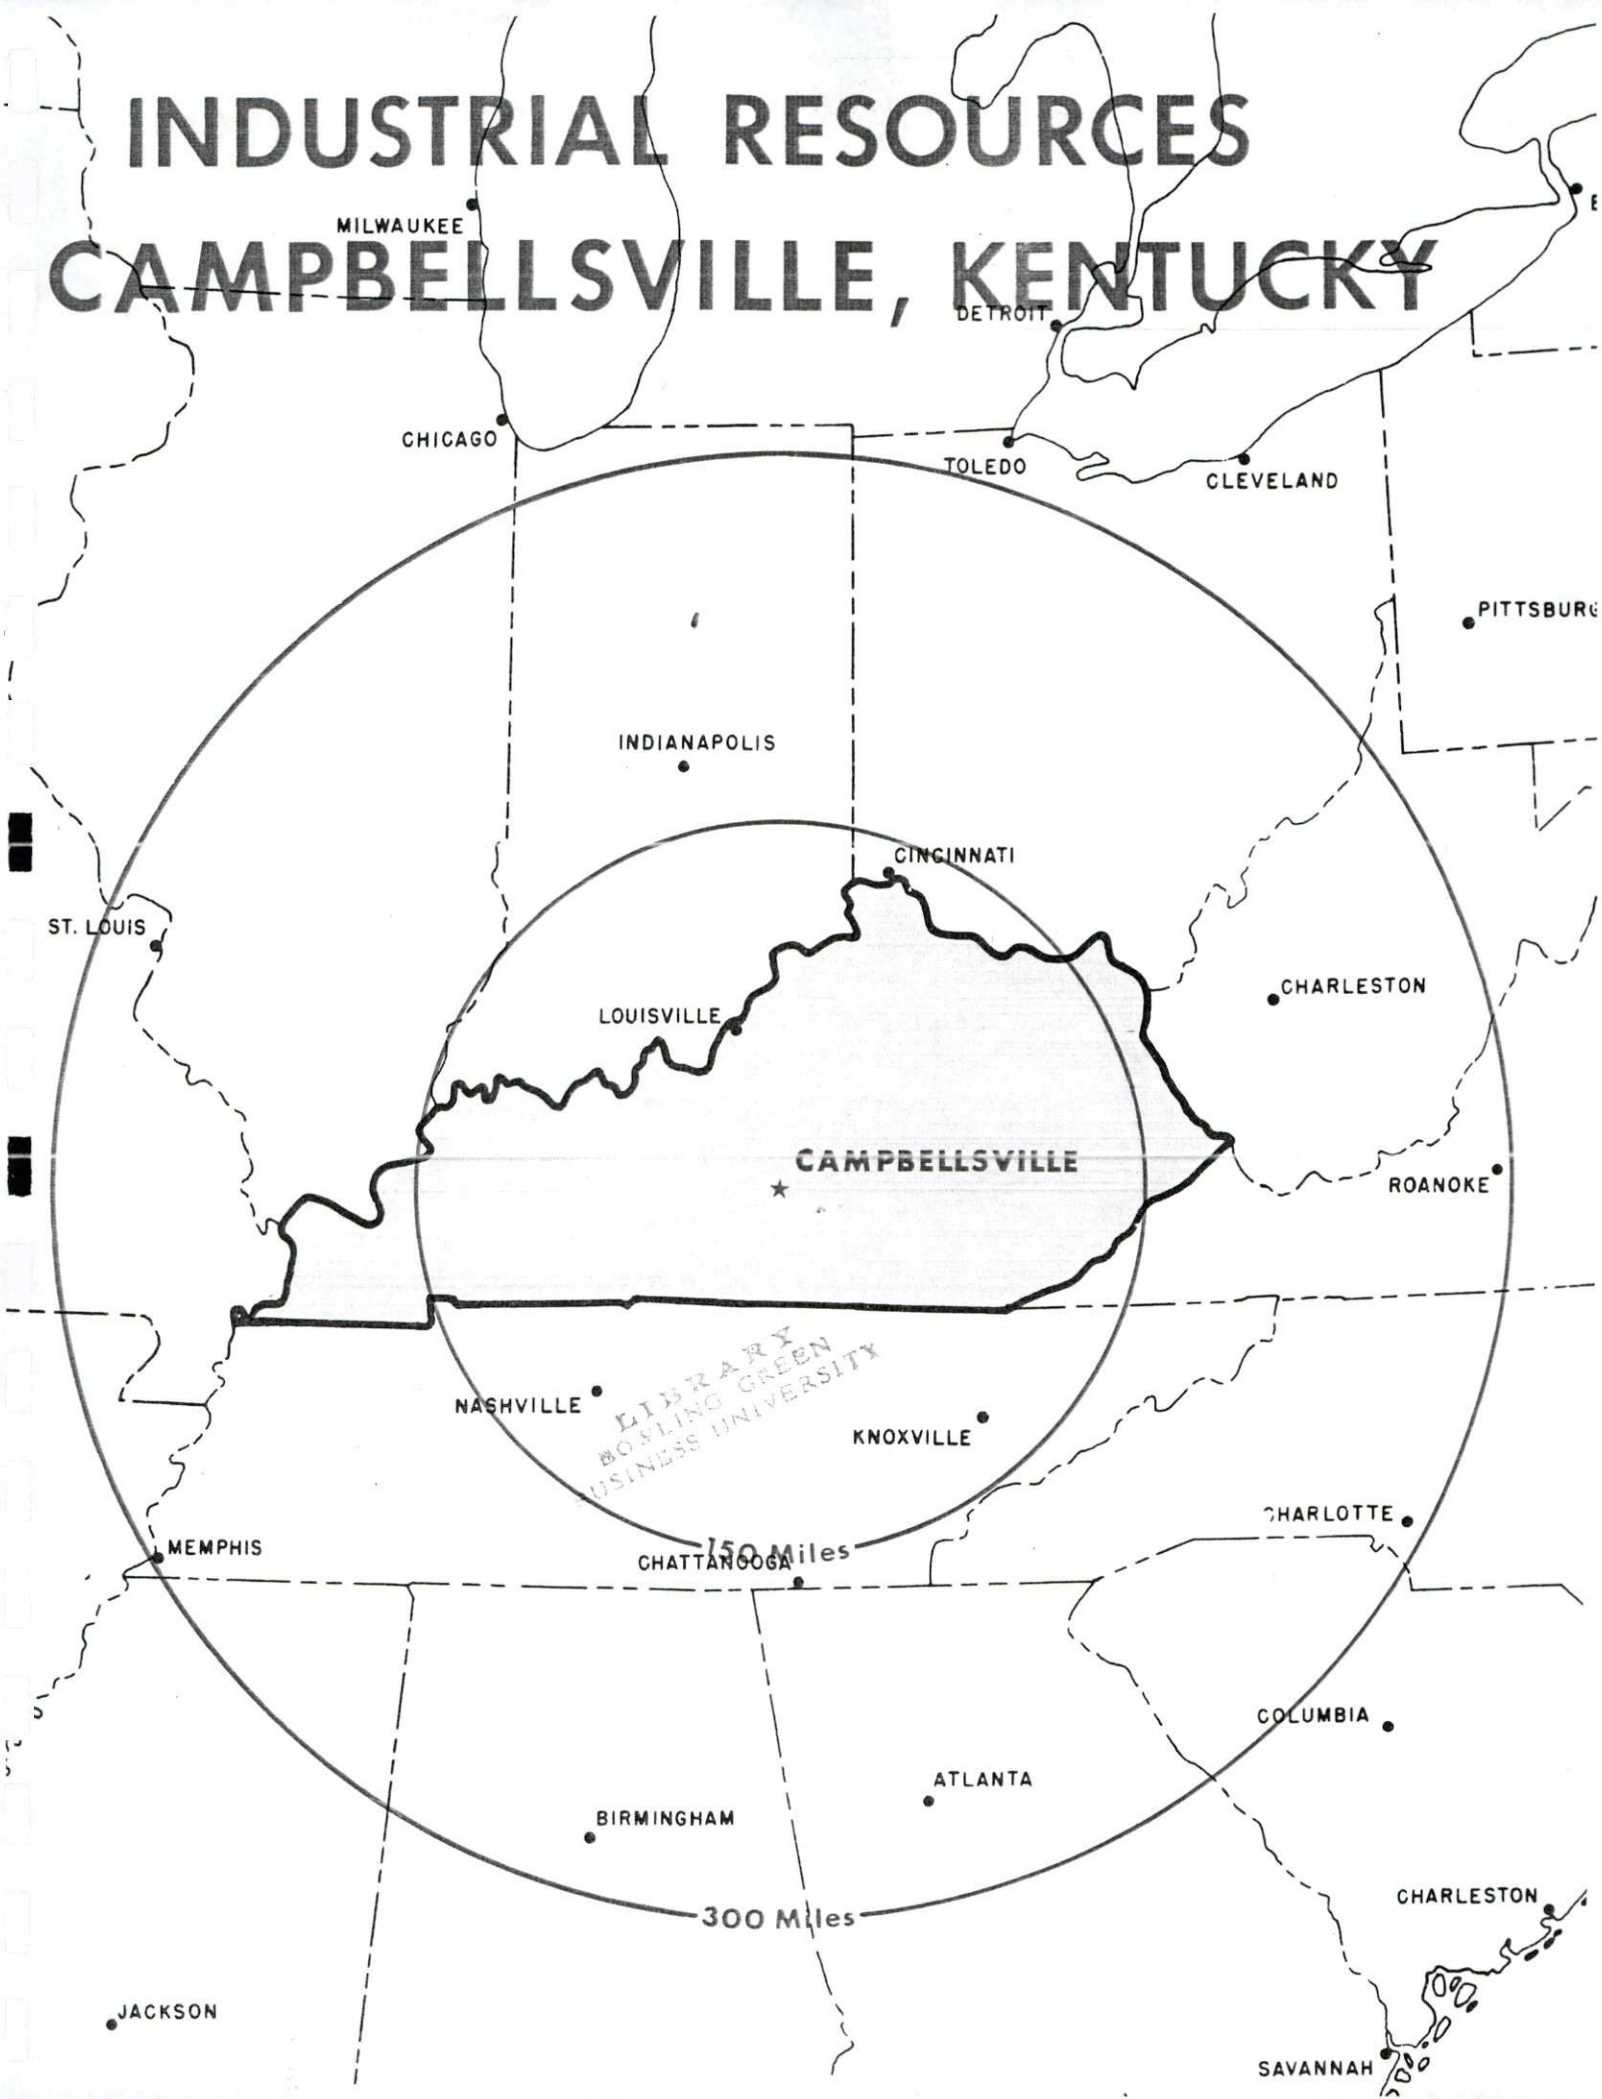 INDUSTRIAL RESOURCES
MILWAUKEE
CAMPBELLSVILLE, KENTUCKY
DETROIT
CHICAGO
TOLEDO
CLEVELAND
PITTSBURG
INDIANAPOLIS
CINCINNATI
ST. LOUIS
CHARLESTON
LOUISVILLE
CAMPBELLSVILLE
ROANOKE
LIBRARY
BOWLING GREEN
BUSINESS UNIVERSITY
NASHVILLE
KNOXVILLE
CHARLOTTE
MEMPHIS
150 Miles
CHATTANOOGA
COLUMBIA
ATLANTA
BIRMINGHAM
CHARLESTON
300 Miles
JACKSON
SAVANNAH